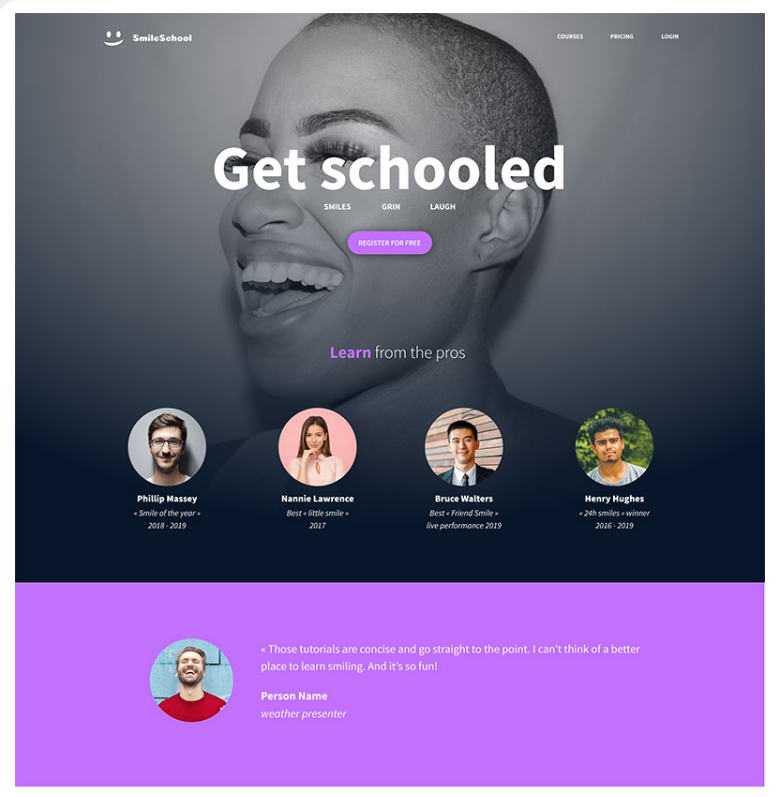 SmileSchool
COURSES PRICING LOGIN
Get schooled
SMILES GRIN LAUGH
REGISTER FOR FREE
Learn from the pros
Phillip Massey
« Smile of the year »
2018 - 2019
Nannie Lawrence
Best « little smile »
2017
Bruce Walters
Best « Friend Smile »
live performance 2019
Henry Hughes
« 24h smiles » winner
2016 - 2019
« Those tutorials are concise and go straight to the point. I can't think of a better
place to learn smiling. And it's so fun!
Person Name
weather presenter